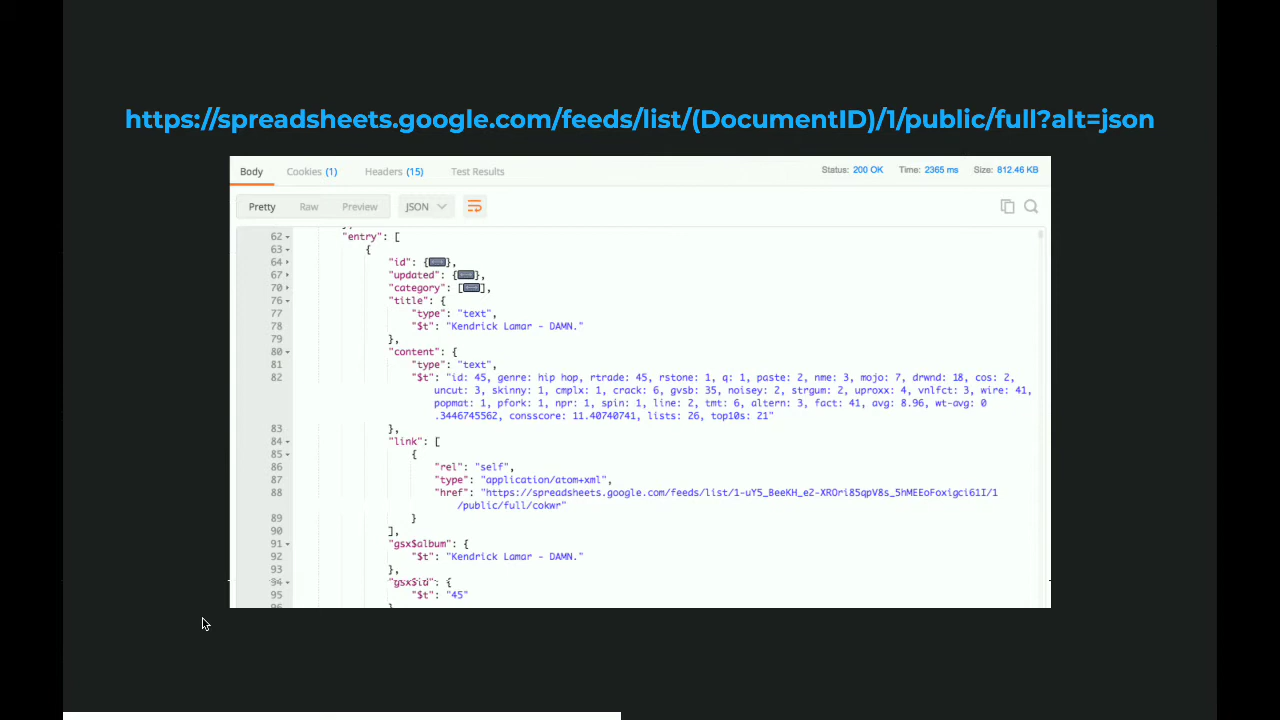 https://spreadsheets.google.com/feeds/list/(DocumentID)/1/public/full?alt=json
Body Cookies (1) Headers (15) Test Results Status: 200 OK Time: 2365 ms Size: 812.46 KB
Pretty Raw Preview JSON
62 "entry": [
63 {
64 "id": {},
67 "updated": {},
70 "category": [],
76 "title": {
77 "type": "text",
78 "$t": "Kendrick Lamar - DAMN."
79 },
80 "content": {
81 "type": "text",
82 "$t": "id: 45, genre: hip hop, rtrade: 45, rstone: 1, q: 1, paste: 2, nme: 3, mojo: 7, drwnd: 18, cos: 2,
uncut: 3, skinny: 1, cmplx: 1, crack: 6, gvsb: 35, noisey: 2, strgum: 2, uproxx: 4, vnlfct: 3, wire: 41,
popmat: 1, pfork: 1, npr: 1, spin: 1, line: 2, tmt: 6, altern: 3, fact: 41, avg: 8.96, wt-avg: 0
.3446745562, consscore: 11.40740741, lists: 26, top10s: 21"
83 },
84 "link": [
85 {
86 "rel": "self",
87 "type": "application/atom+xml",
88 "href": "https://spreadsheets.google.com/feeds/list/1-uY5_BeeKH_e2-XROri85qpV8s_5hMEEoFoxigci61I/1
/public/full/cokwr"
89 }
90 ],
91 "gsx$album": {
92 "$t": "Kendrick Lamar - DAMN."
93 },
94 "gsx$id": {
95 "$t": "45"
96 }